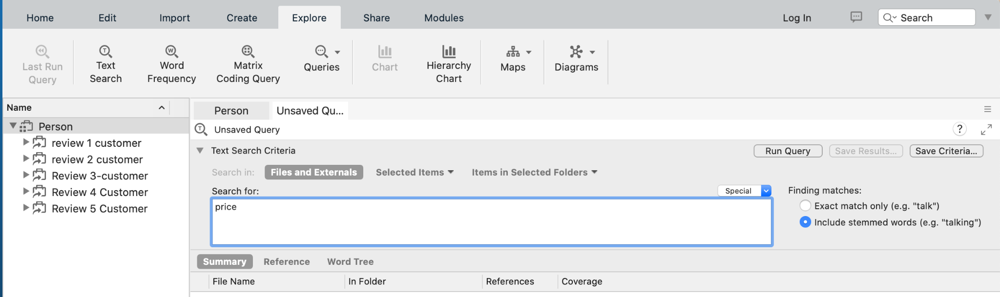 Home Edit Import Create Explore Share Modules Log In Search
Last Run Query
Text Search
Word Frequency
Matrix Coding Query
Queries
Chart
Hierarchy Chart
Maps
Diagrams
Name
Person
review 1 customer
review 2 customer
Review 3-customer
Review 4 Customer
Review 5 Customer
Person Unsaved Qu...
Unsaved Query ?
Text Search Criteria Run Query Save Results... Save Criteria...
Search in: Files and Externals Selected Items Items in Selected Folders
Search for: Special
price
Finding matches:
Exact match only (e.g. "talk")
Include stemmed words (e.g. "talking")
Summary Reference Word Tree
File Name In Folder References Coverage